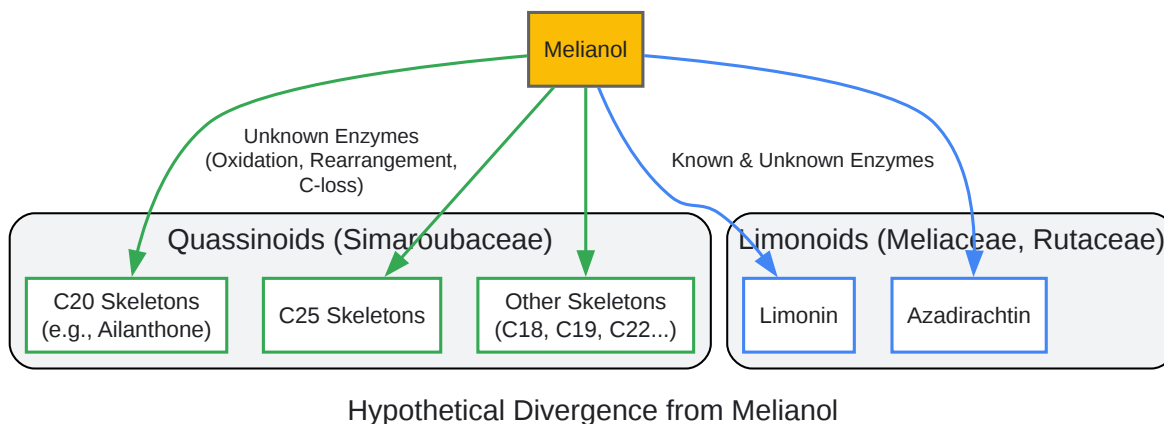 Melianol
Unknown Enzymes
(Oxidation, Rearrangement,
C-loss)
Known & Unknown Enzymes
Quassinoids (Simaroubaceae)
Limonoids (Meliaceae, Rutaceae)
C20 Skeletons
(e.g., Ailanthone)
C25 Skeletons
Other Skeletons
(C18, C19, C22...)
Limonin
Azadirachtin
Hypothetical Divergence from Melianol